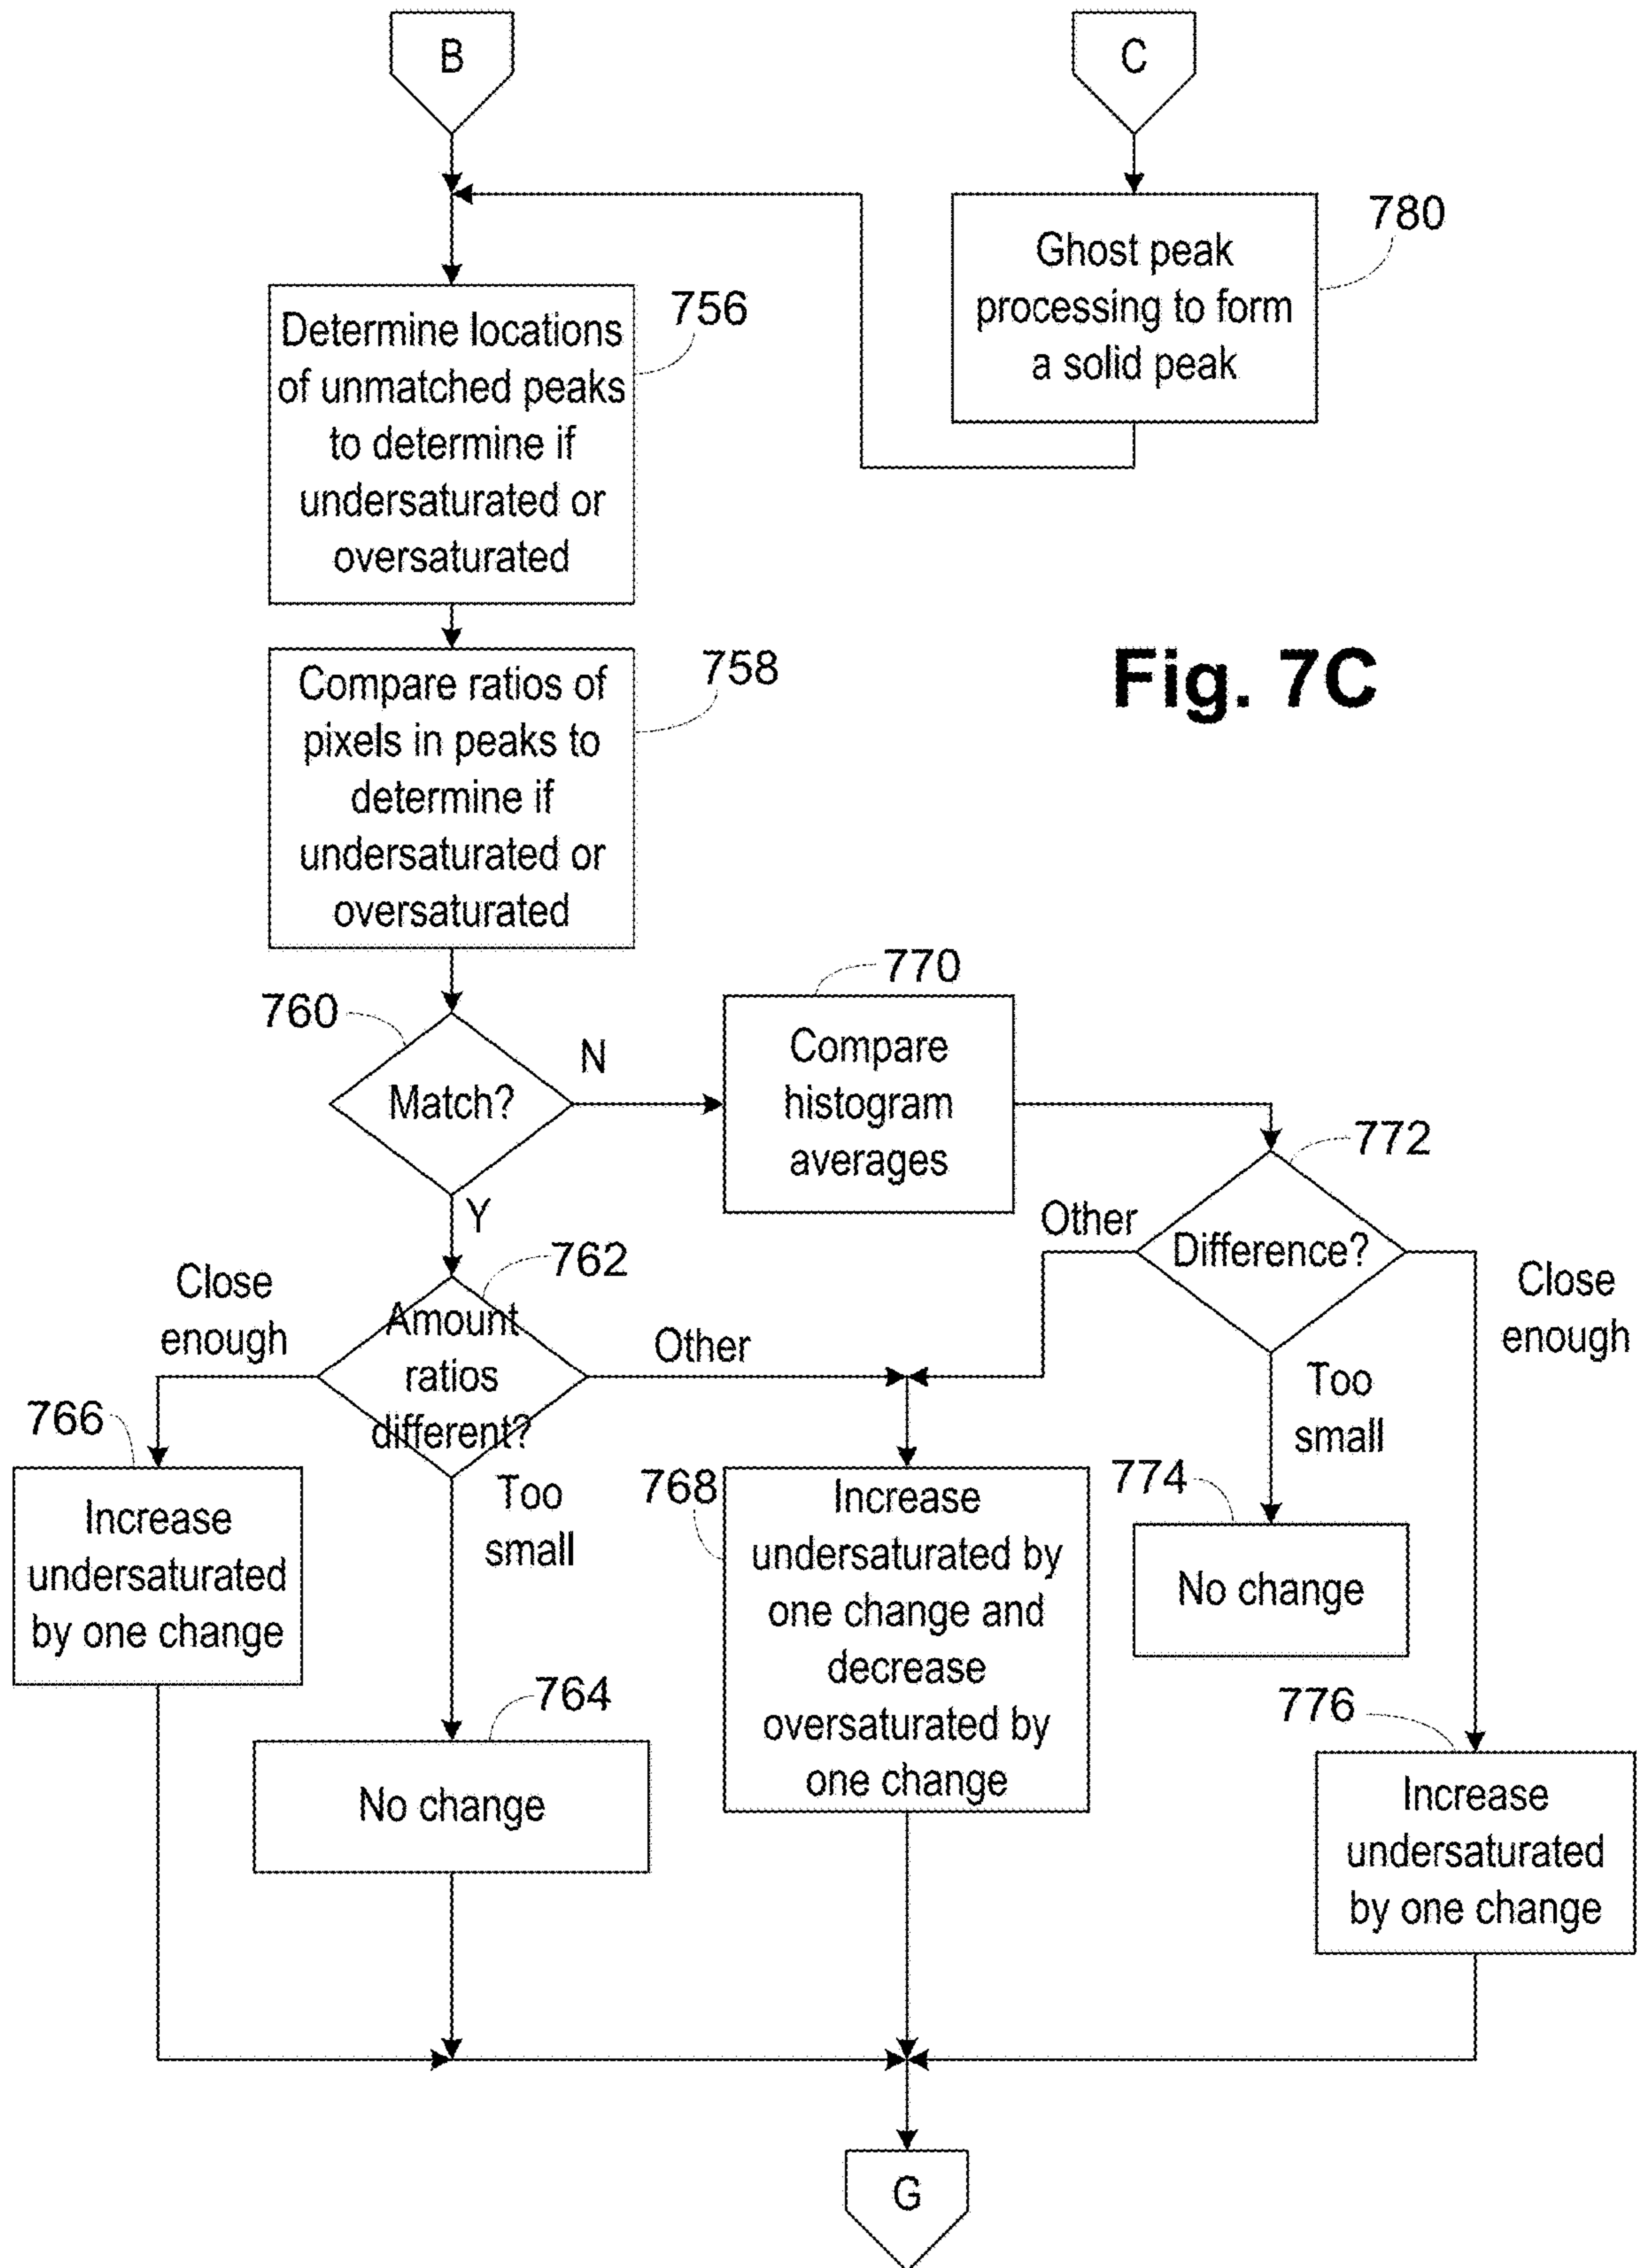 B
C
780
Ghost peak
processing to form
a solid peak
756
Determine locations
of unmatched peaks
to determine if
undersaturated or
oversaturated
758
Compare ratios of
pixels in peaks to
determine if
undersaturated or
oversaturated
Fig. 7C
760
Match?
N
Y
770
Compare
histogram
averages
772
Difference?
Other
Close
enough
Too
small
762
Amount
ratios
different?
Close
enough
Other
Too
small
766
Increase
undersaturated
by one change
764
No change
768
Increase
undersaturated by
one change and
decrease
oversaturated by
one change
774
No change
776
Increase
undersaturated
by one change
G